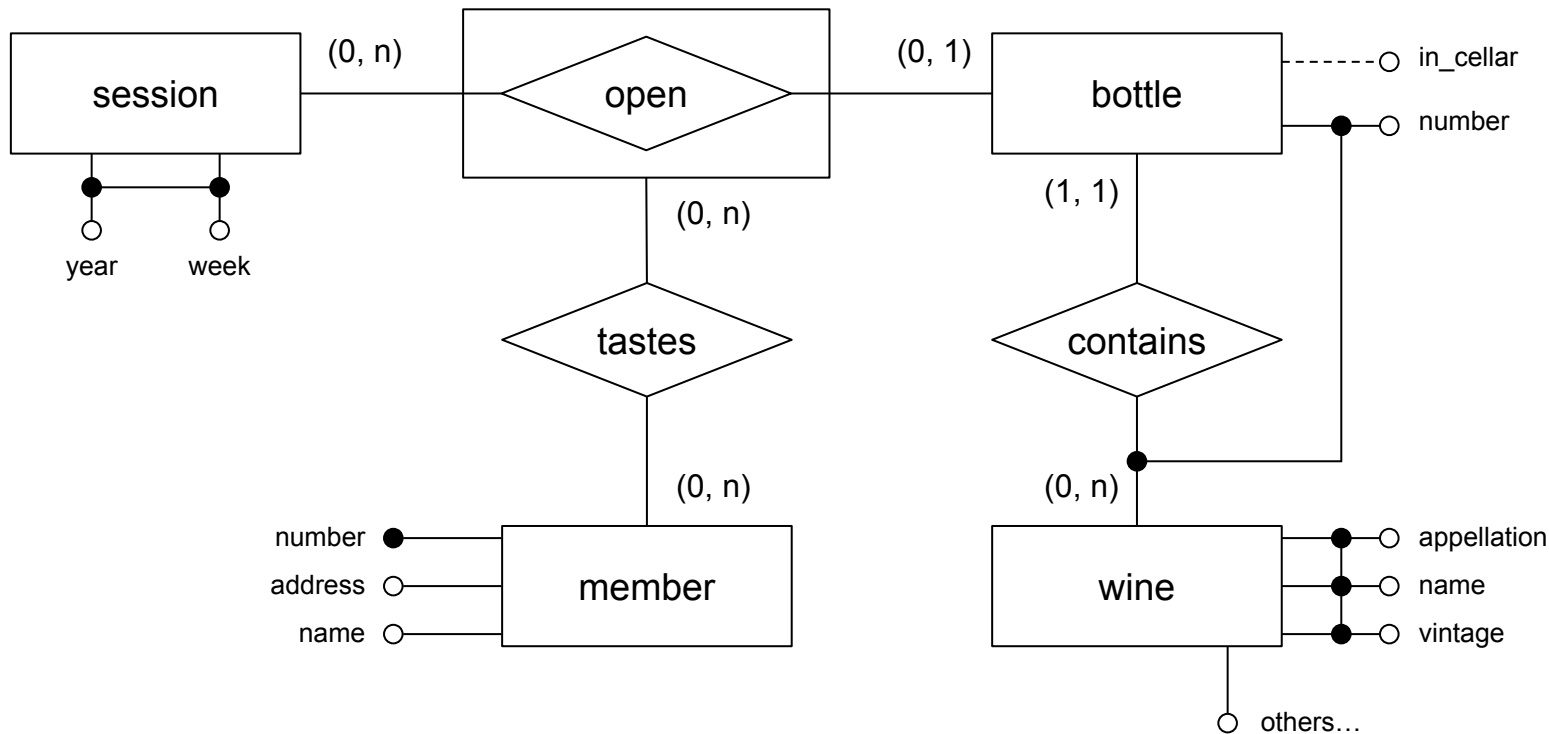 session
(0, n)
open
(0, 1)
bottle
in_cellar
number
year
week
(0, n)
(1, 1)
tastes
contains
(0, n)
(0, n)
number
address
name
member
wine
appellation
name
vintage
others…